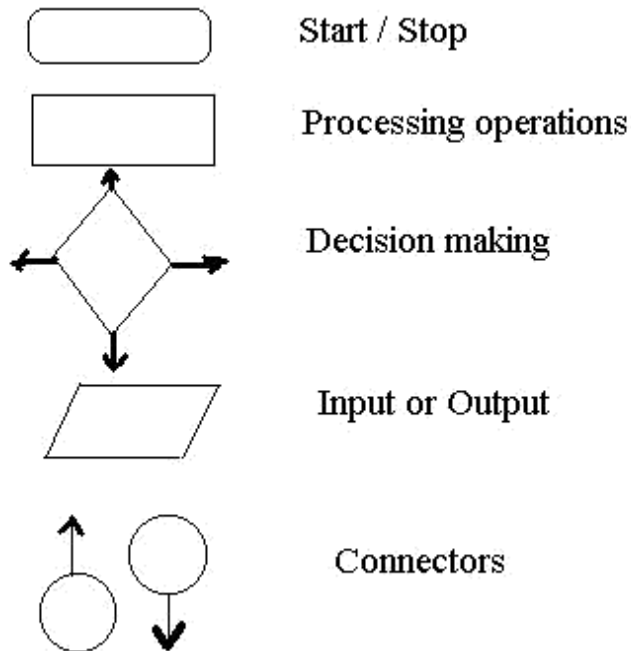 Start / Stop
Processing operations
Decision making
Input or Output
Connectors